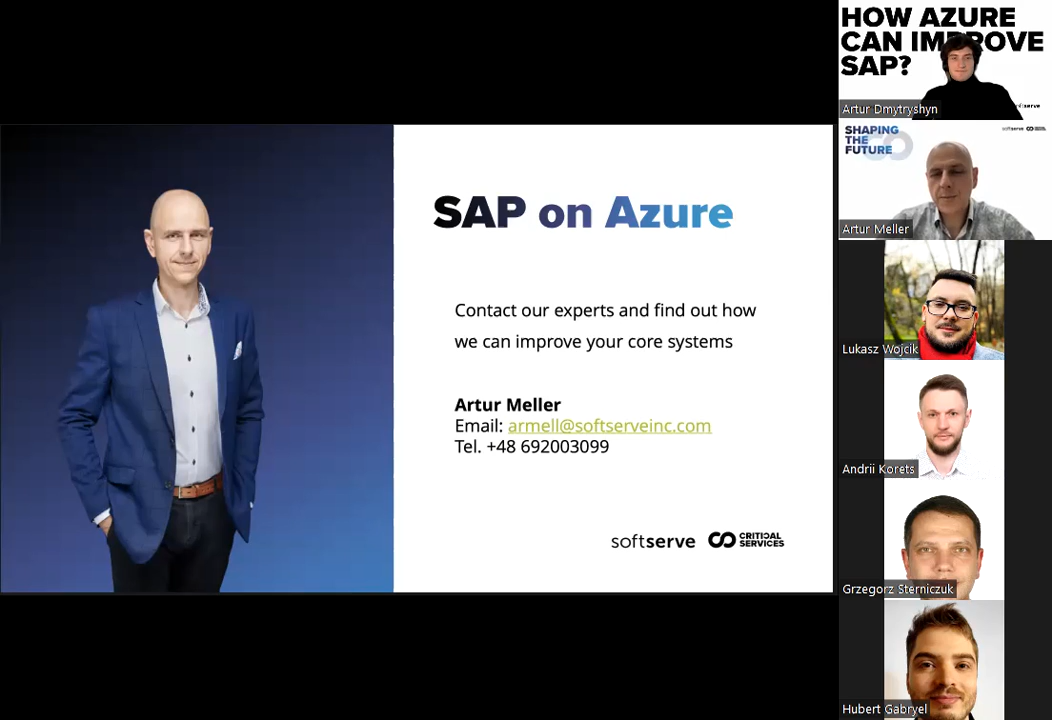 SAP on Azure
Contact our experts and find out how
we can improve your core systems
Artur Meller
Email: armell@softserveinc.com
Tel. +48 692003099
softserve
CRITICAL
SERVICES
HOW AZURE
CAN IMPROVE
SAP?
softserve
Artur Dmytryshyn
SHAPING
THE
FUTURE
softserve
Artur Meller
Lukasz Wojcik
Andrii Korets
Grzegorz Sterniczuk
Hubert Gabryel